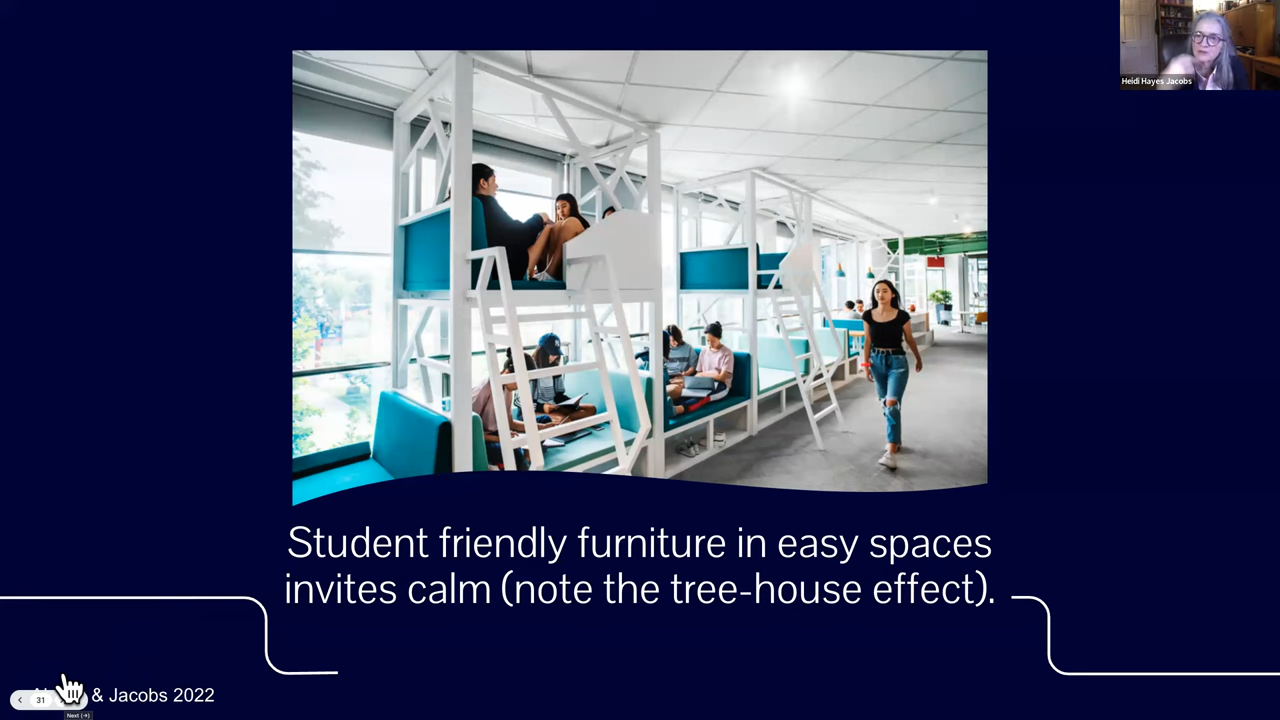 Heidi Hayes Jacobs
Student friendly furniture in easy spaces
invites calm (note the tree-house effect).
& Jacobs 2022
31
Next (→)